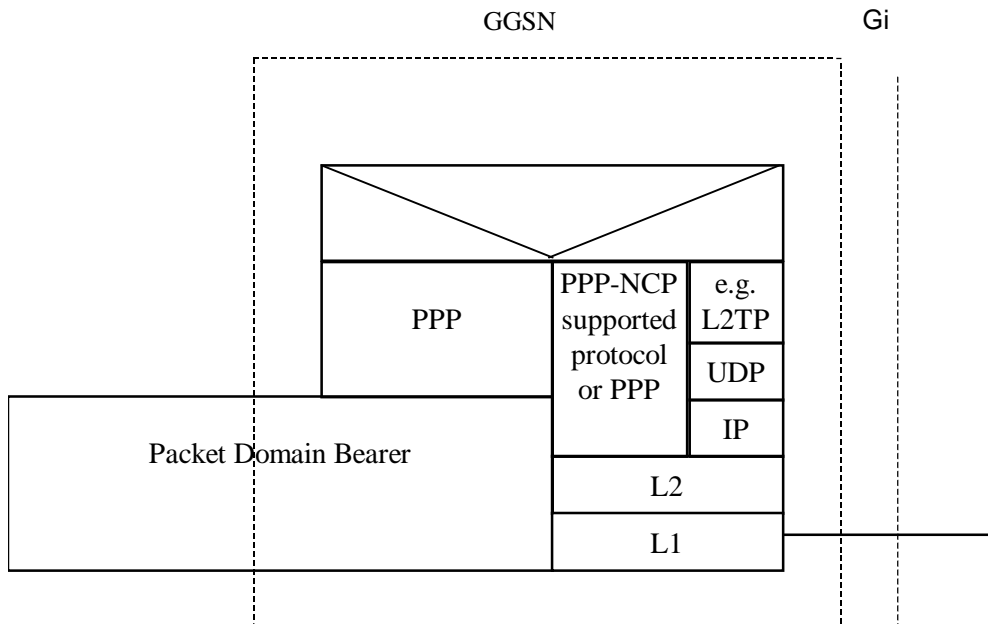 GGSN
Gi
PPP
PPP-NCP
supported
protocol
or PPP
e.g.
L2TP
UDP
IP
Packet Domain Bearer
L2
L1